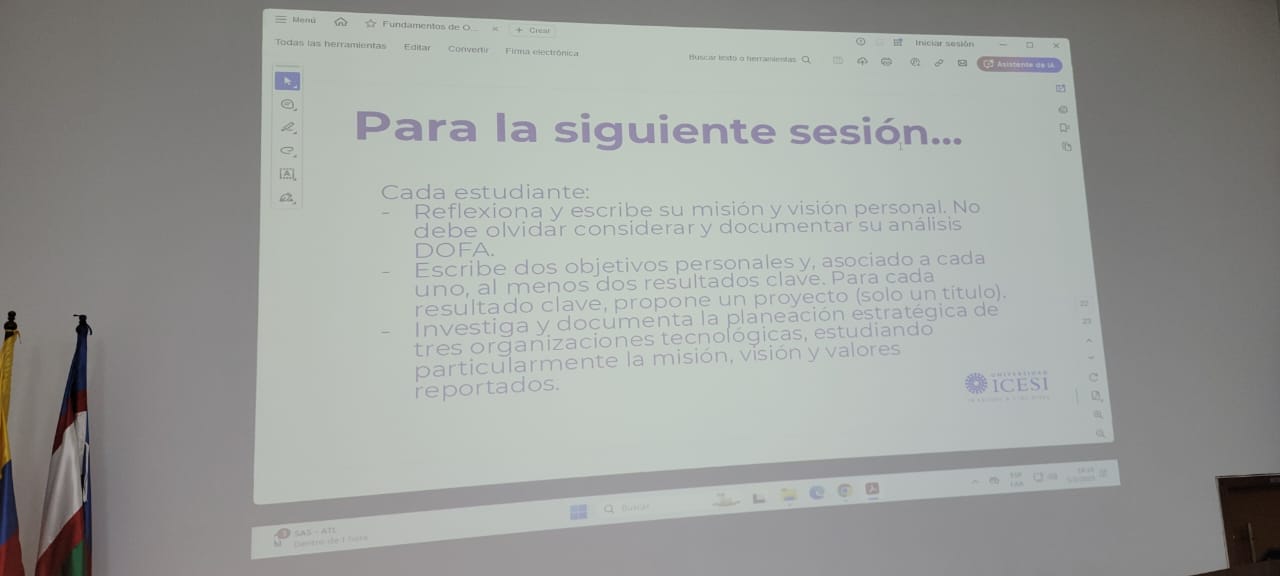 Menú
Fundamentos de O...
Crear
Iniciar sesión
Todas las herramientas
Editar
Convertir
Firma electrónica
Buscar texto o herramientas
Asistente de IA
Para la siguiente sesión...
Cada estudiante:
- Reflexiona y escribe su misión y visión personal. No
debe olvidar considerar y documentar su análisis
DOFA.
- Escribe dos objetivos personales y, asociado a cada
uno, al menos dos resultados clave. Para cada
resultado clave, propone un proyecto (solo un título).
- Investiga y documenta la planeación estratégica de
tres organizaciones tecnológicas, estudiando
particularmente la misión, visión y valores
reportados.
UNIVERSIDAD
ICESI
22
23
Buscar
ESP
LAA
1
SAS - ATL
Dentro de 1 hora